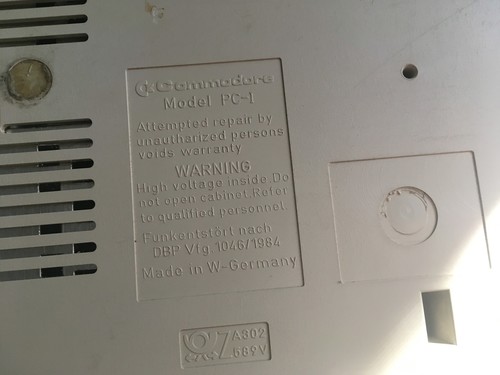 Commodore
Model PC-1
Attempted repair by
unauthorized persons
voids warranty
WARNING
High voltage inside. Do
not open cabinet. Refer
to qualified personnel.
Funkentstört nach
DBP Vfg. 1046/1984
Made in W-Germany
Z A302
589V